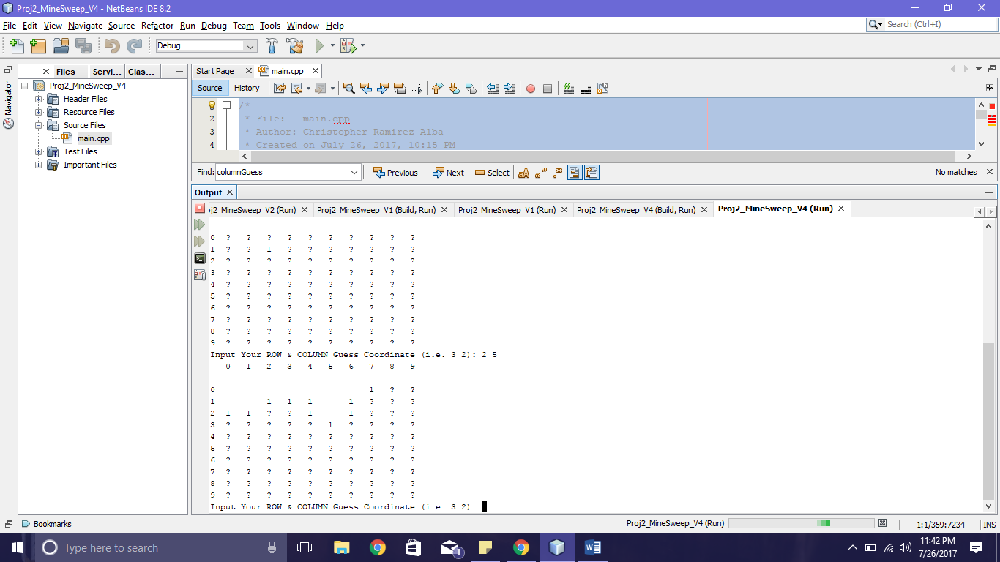 Proj2_MineSweep_V4 - NetBeans IDE 8.2
File Edit View Navigate Source Refactor Run Debug Team Tools Window Help
Search (Ctrl+I)
Debug
Files Servi... Clas...
Navigator
Proj2_MineSweep_V4
Header Files
Resource Files
Source Files
main.cpp
Test Files
Important Files
Start Page main.cpp
Source History
/*
2 * File:   main.cpp
3 * Author: Christopher Ramirez-Alba
4 * Created on July 26, 2017, 10:15 PM
Find: columnGuess Previous Next Select No matches
Output
oj2_MineSweep_V2 (Run) Proj2_MineSweep_V1 (Build, Run) Proj2_MineSweep_V1 (Run) Proj2_MineSweep_V4 (Build, Run) Proj2_MineSweep_V4 (Run)
0 ? ? ? ? ? ? ? ? ? ?
1 ? ? 1 ? ? ? ? ? ? ?
2 ? ? ? ? ? ? ? ? ? ?
3 ? ? ? ? ? ? ? ? ? ?
4 ? ? ? ? ? ? ? ? ? ?
5 ? ? ? ? ? ? ? ? ? ?
6 ? ? ? ? ? ? ? ? ? ?
7 ? ? ? ? ? ? ? ? ? ?
8 ? ? ? ? ? ? ? ? ? ?
9 ? ? ? ? ? ? ? ? ? ?
Input Your ROW & COLUMN Guess Coordinate (i.e. 3 2): 2 5
0 1 2 3 4 5 6 7 8 9
0 1 ? ?
1 1 1 1 1 ? ? ?
2 1 1 ? ? 1 1 ? ? ?
3 ? ? ? ? ? 1 ? ? ? ?
4 ? ? ? ? ? ? ? ? ? ?
5 ? ? ? ? ? ? ? ? ? ?
6 ? ? ? ? ? ? ? ? ? ?
7 ? ? ? ? ? ? ? ? ? ?
8 ? ? ? ? ? ? ? ? ? ?
9 ? ? ? ? ? ? ? ? ? ?
Input Your ROW & COLUMN Guess Coordinate (i.e. 3 2):
Bookmarks
Proj2_MineSweep_V4 (Run) 1:1/359:7234 INS
Type here to search
1
11:42 PM
7/26/2017